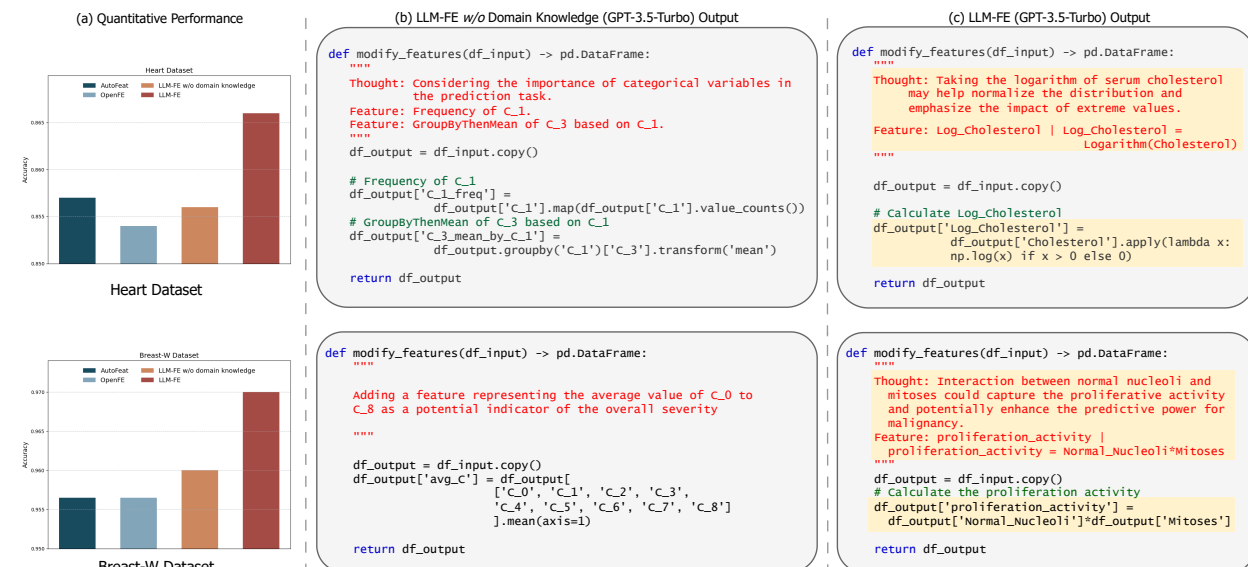 (a) Quantitative Performance
Heart Dataset
AutoFeat
OpenFE
LLM-FE w/o domain knowledge
LLM-FE
0.865
0.860
0.855
0.850
Accuracy
Heart Dataset
Breast-W Dataset
AutoFeat
OpenFE
LLM-FE w/o domain knowledge
LLM-FE
0.970
0.965
0.960
0.955
0.950
Accuracy
Breast-W Dataset
(b) LLM-FE w/o Domain Knowledge (GPT-3.5-Turbo) Output
def modify_features(df_input) -> pd.DataFrame:
"""
Thought: Considering the importance of categorical variables in
the prediction task.
Feature: Frequency of C_1.
Feature: GroupByThenMean of C_3 based on C_1.
"""
df_output = df_input.copy()
# Frequency of C_1
df_output['C_1_freq'] =
df_output['C_1'].map(df_output['C_1'].value_counts())
# GroupByThenMean of C_3 based on C_1
df_output['C_3_mean_by_C_1'] =
df_output.groupby('C_1')['C_3'].transform('mean')
return df_output
def modify_features(df_input) -> pd.DataFrame:
"""
Adding a feature representing the average value of C_0 to
C_8 as a potential indicator of the overall severity
"""
df_output = df_input.copy()
df_output['avg_C'] = df_output[
['C_0', 'C_1', 'C_2', 'C_3',
'C_4', 'C_5', 'C_6', 'C_7', 'C_8']
].mean(axis=1)
return df_output
(c) LLM-FE (GPT-3.5-Turbo) Output
def modify_features(df_input) -> pd.DataFrame:
"""
Thought: Taking the logarithm of serum cholesterol
may help normalize the distribution and
emphasize the impact of extreme values.
Feature: Log_Cholesterol | Log_Cholesterol =
Logarithm(Cholesterol)
"""
df_output = df_input.copy()
# Calculate Log_Cholesterol
df_output['Log_Cholesterol'] =
df_output['Cholesterol'].apply(lambda x:
np.log(x) if x > 0 else 0)
return df_output
def modify_features(df_input) -> pd.DataFrame:
"""
Thought: Interaction between normal nucleoli and
mitoses could capture the proliferative activity
and potentially enhance the predictive power for
malignancy.
Feature: proliferation_activity |
proliferation_activity = Normal_Nucleoli*Mitoses
"""
df_output = df_input.copy()
# Calculate the proliferation activity
df_output['proliferation_activity'] =
df_output['Normal_Nucleoli']*df_output['Mitoses']
return df_output